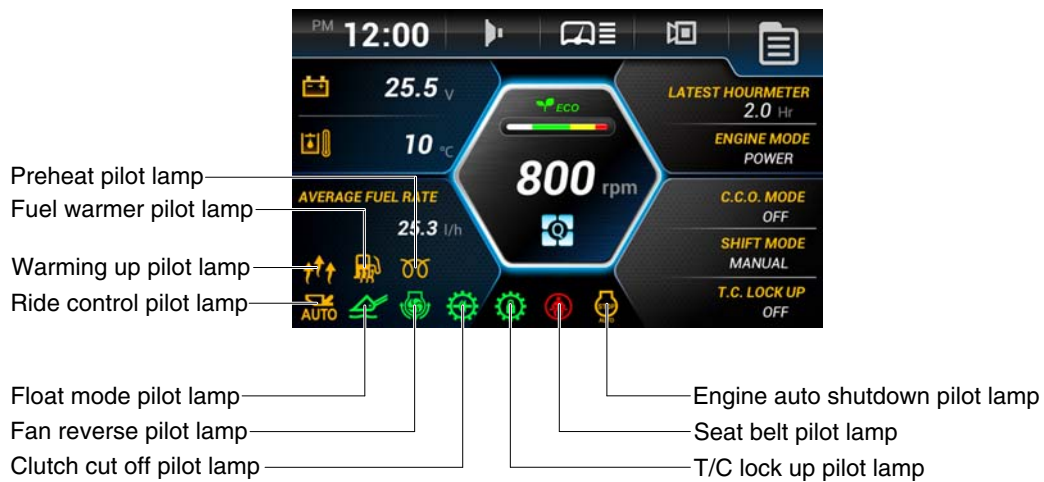 PM 12:00
25.5 V
10 °C
AVERAGE FUEL RATE
25.3 l/h
AUTO
ECO
800 rpm
Q
AUTO
LATEST HOURMETER
2.0 Hr
ENGINE MODE
POWER
C.C.O. MODE
OFF
SHIFT MODE
MANUAL
T.C. LOCK UP
OFF
Preheat pilot lamp
Fuel warmer pilot lamp
Warming up pilot lamp
Ride control pilot lamp
Float mode pilot lamp
Fan reverse pilot lamp
Clutch cut off pilot lamp
Engine auto shutdown pilot lamp
Seat belt pilot lamp
T/C lock up pilot lamp